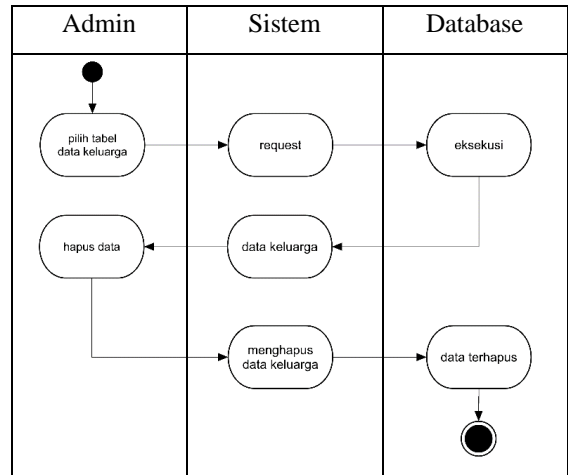 Admin
Sistem
Database
pilih tabel
data keluarga
request
eksekusi
hapus data
data keluarga
menghapus
data keluarga
data terhapus